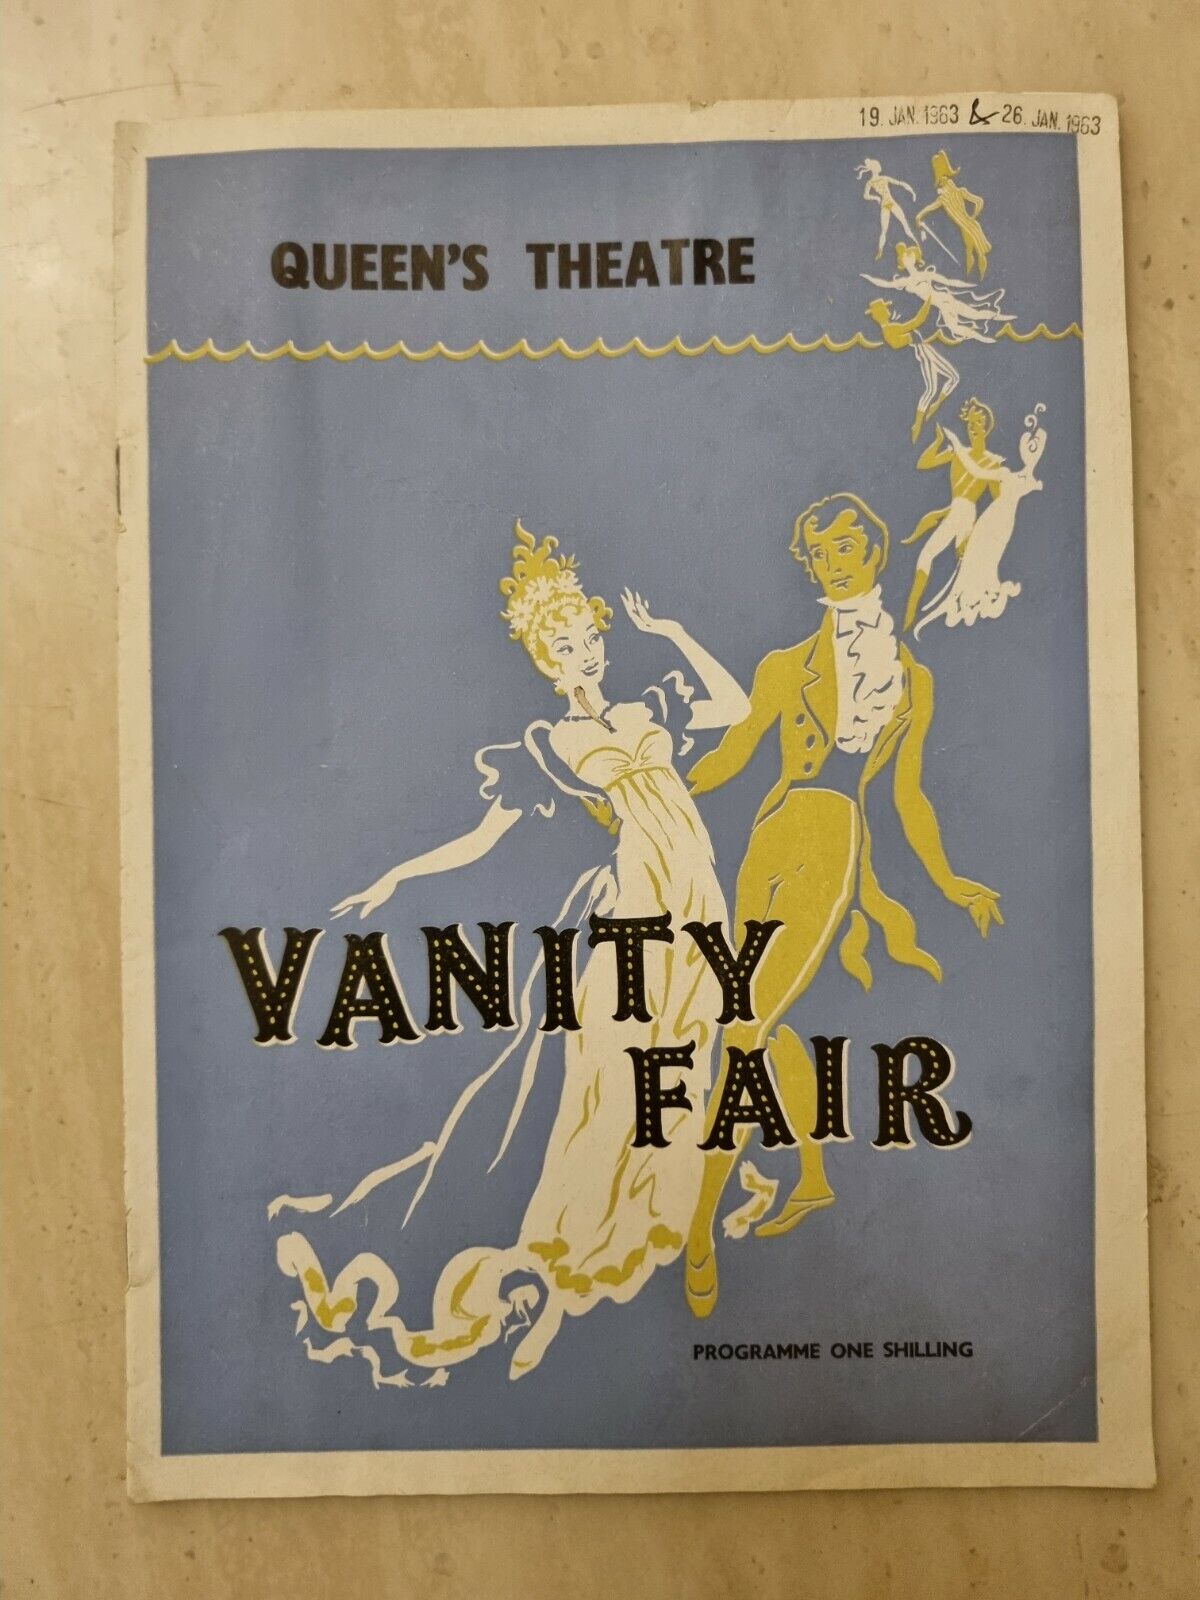 19. JAN. 1963 & 26. JAN. 1963
QUEEN'S THEATRE
VANITY
FAIR
PROGRAMME ONE SHILLING